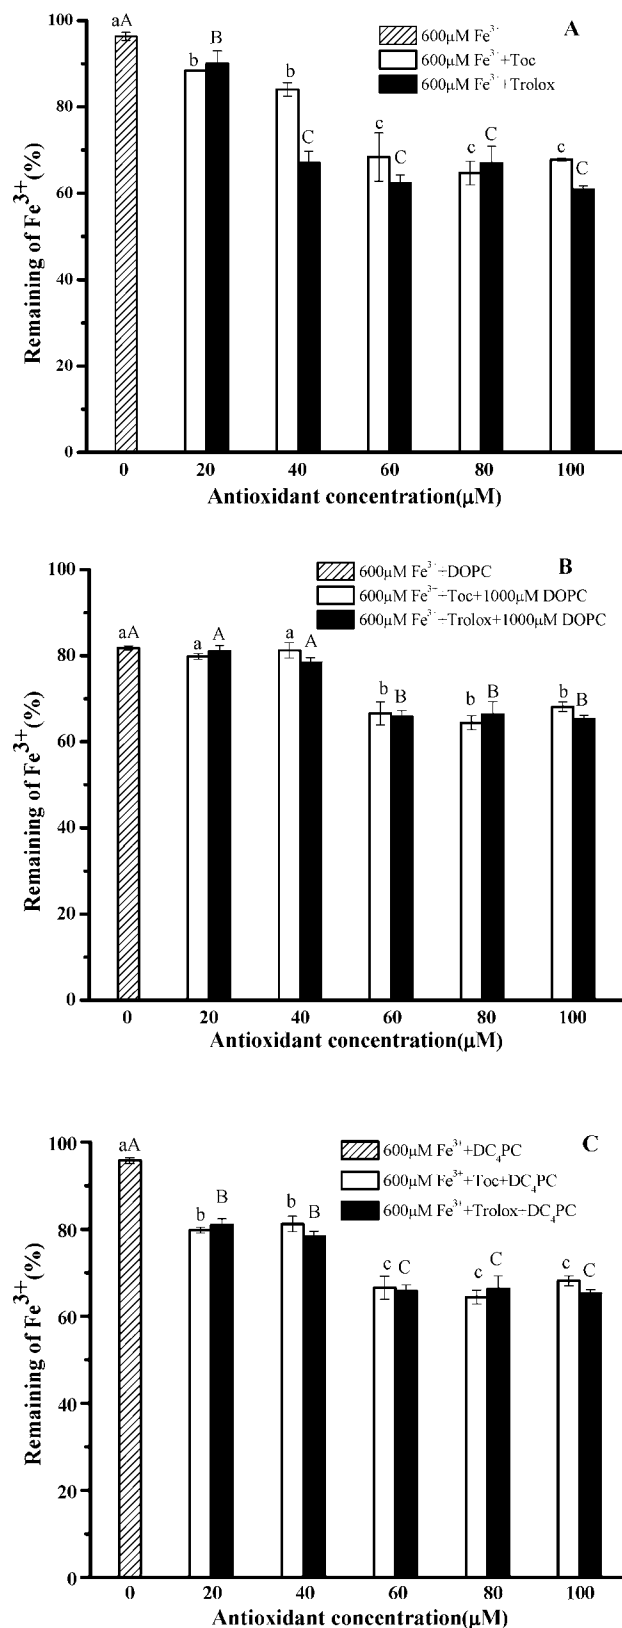 A
600μM Fe³⁺
600μM Fe³⁺+Toc
600μM Fe³⁺+Trolox
Remaining of Fe³⁺(%)
100
80
60
40
20
0
aA
b B
b C
c C
c C
c C
0 20 40 60 80 100
Antioxidant concentration(μM)
B
600μM Fe³⁺÷DOPC
600μM Fe³⁺÷Toc+1000μM DOPC
600μM Fe³⁺÷Trolox+1000μM DOPC
Remaining of Fe³⁺(%)
100
80
60
40
20
0
aA
a A
a A
b B
b B
b B
0 20 40 60 80 100
Antioxidant concentration(μM)
C
600μM Fe³⁺+DC₄PC
600μM Fe³⁺+Toc+DC₄PC
600μM Fe³⁺+Trolox÷DC₄PC
Remaining of Fe³⁺(%)
100
80
60
40
20
0
aA
b B
b B
c C
c C
c C
0 20 40 60 80 100
Antioxidant concentration(μM)